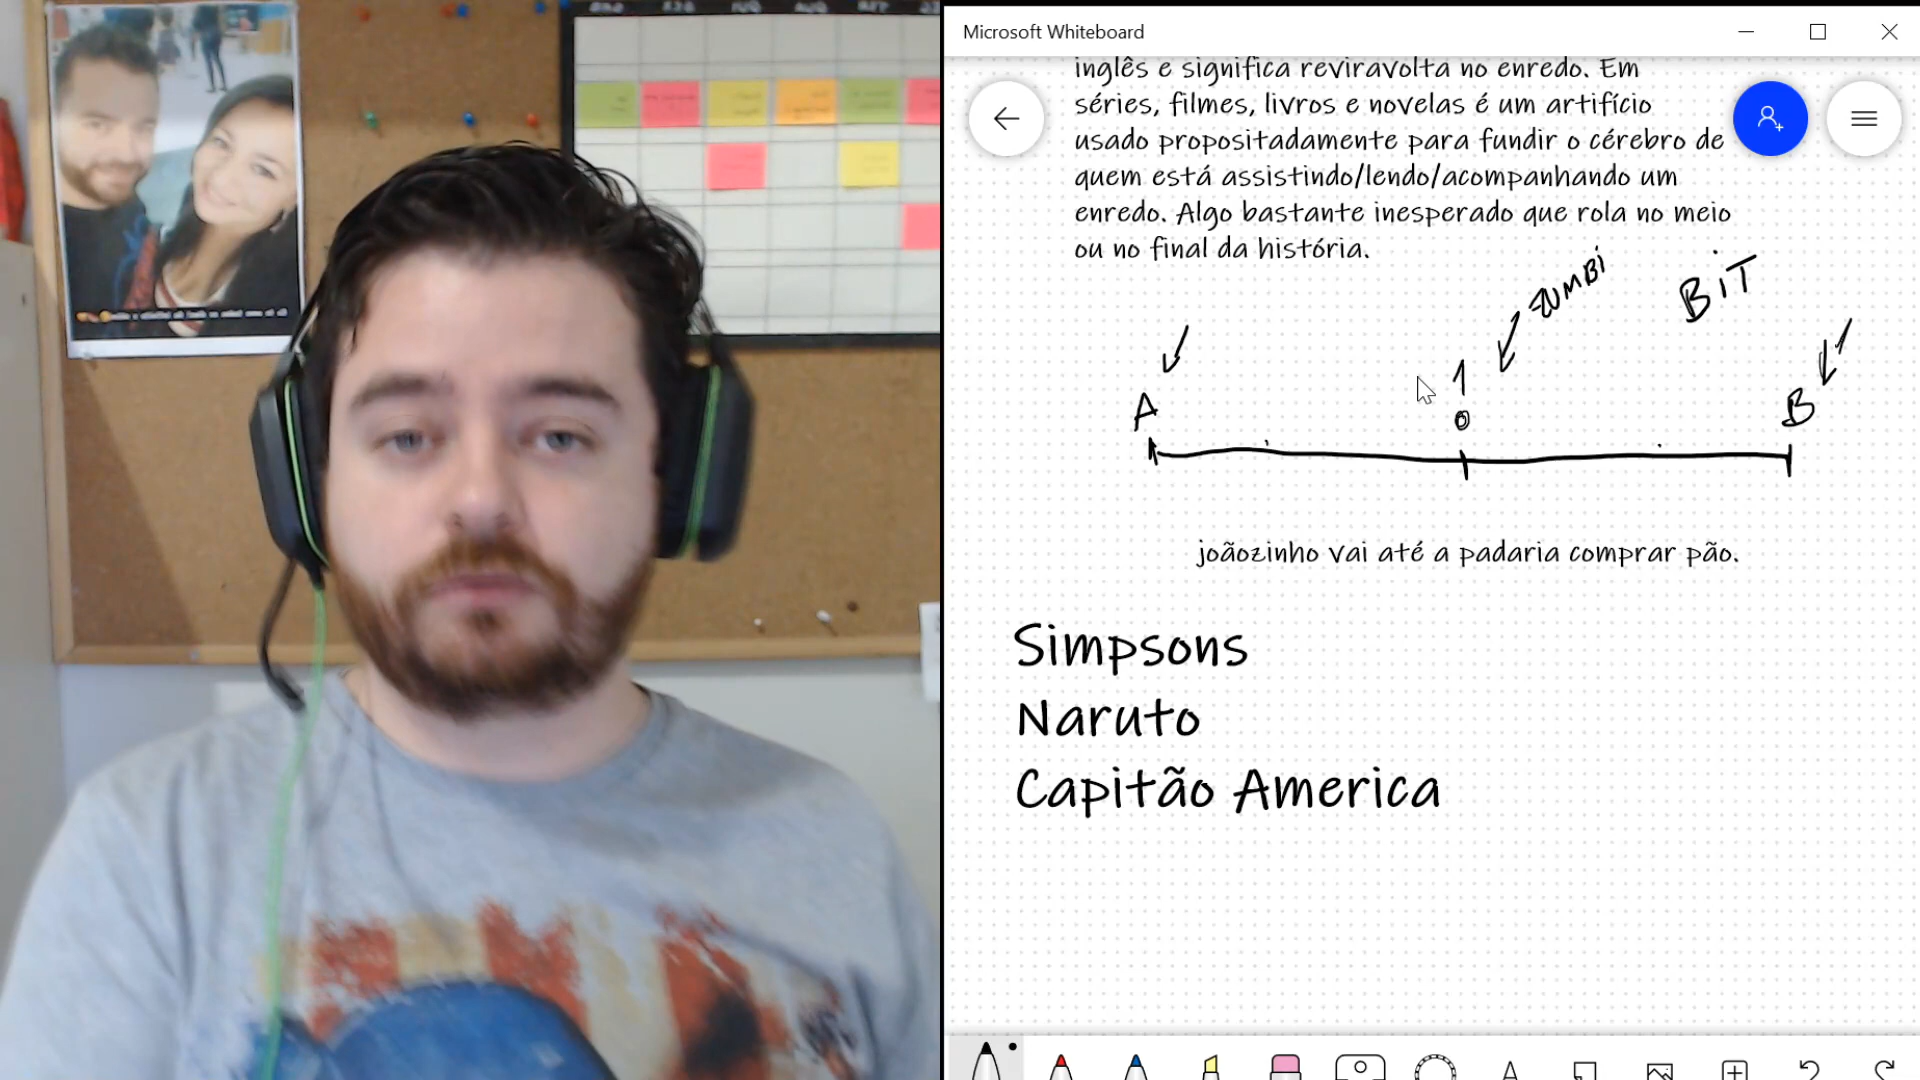 Microsoft Whiteboard
inglês e significa reviravolta no enredo. Em
séries, filmes, livros e novelas é um artifício
usado propositadamente para fundir o cérebro de
quem está assistindo/lendo/acompanhando um
enredo. Algo bastante inesperado que rola no meio
ou no final da história.
ZUMBi
BiT
1
A
0
B
joãozinho vai até a padaria comprar pão.
Simpsons
Naruto
Capitão America